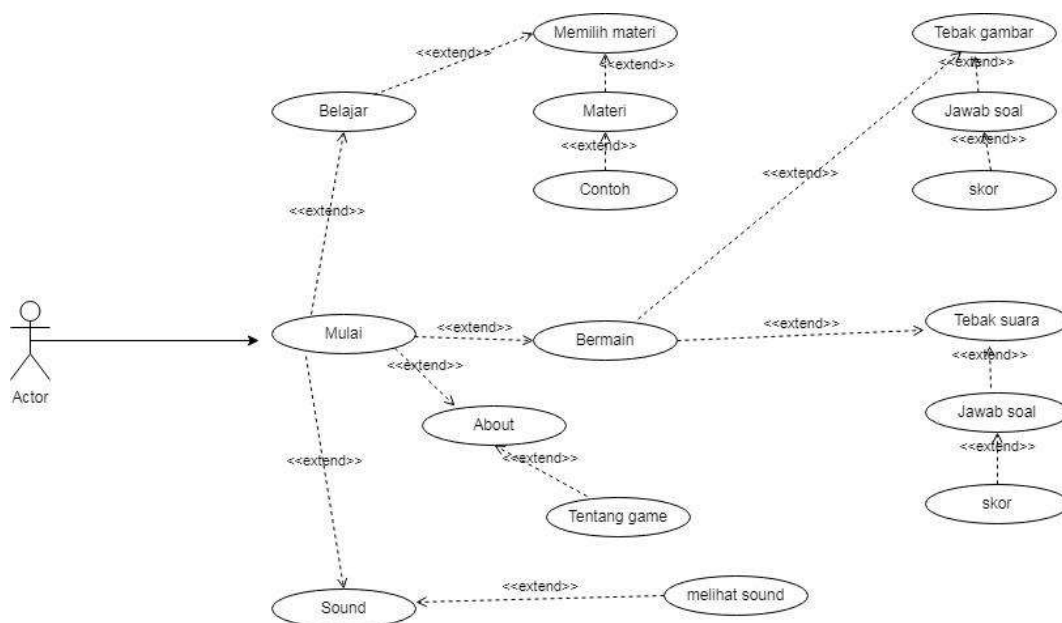 Memilih materi
Tebak gambar
<<extend>>
<<extend>>
<<extend>>
Belajar
Materi
Jawab soal
<<extend>>
<<extend>>
<<extend>>
Contoh
skor
<<extend>>
Mulai
<<extend>>
Bermain
<<extend>>
Tebak suara
<<extend>>
<<extend>>
Actor
About
Jawab soal
<<extend>>
<<extend>>
<<extend>>
Tentang game
skor
<<extend>>
Sound
melihat sound